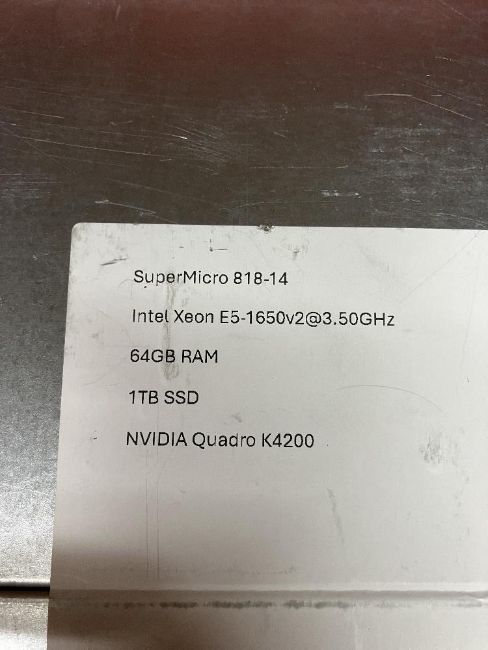 SuperMicro 818-14
Intel Xeon E5-1650v2@3.50GHz
64GB RAM
1TB SSD
NVIDIA Quadro K4200